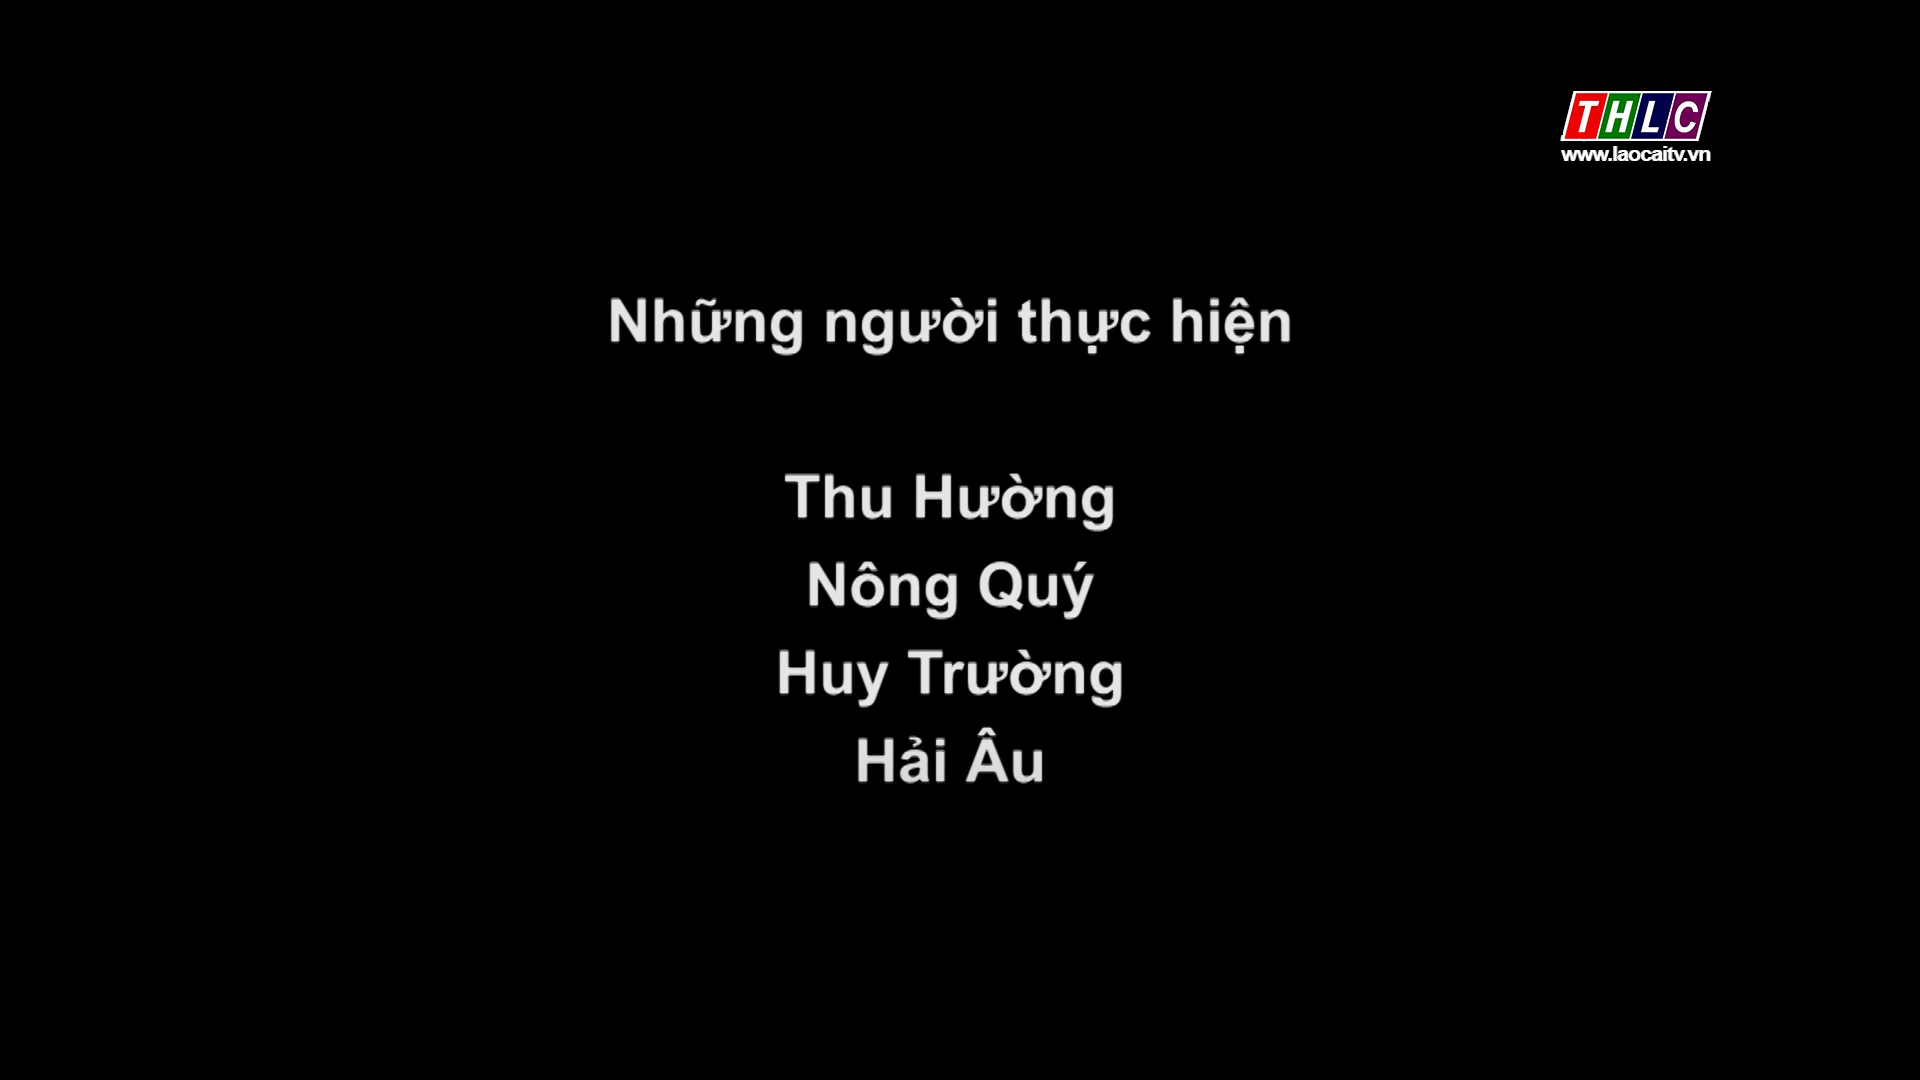 THLC
www.laocaitv.vn
Những người thực hiện
Thu Hường
Nông Quý
Huy Trường
Hải Âu